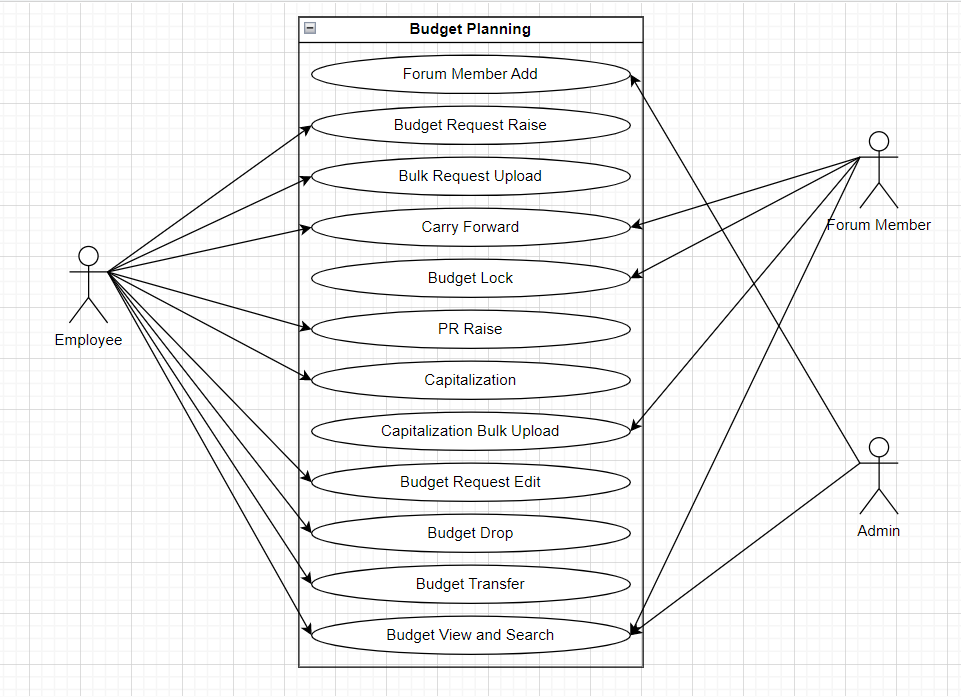 Budget Planning
Forum Member Add
Budget Request Raise
Bulk Request Upload
Carry Forward
Budget Lock
PR Raise
Capitalization
Capitalization Bulk Upload
Budget Request Edit
Budget Drop
Budget Transfer
Budget View and Search
Employee
Forum Member
Admin